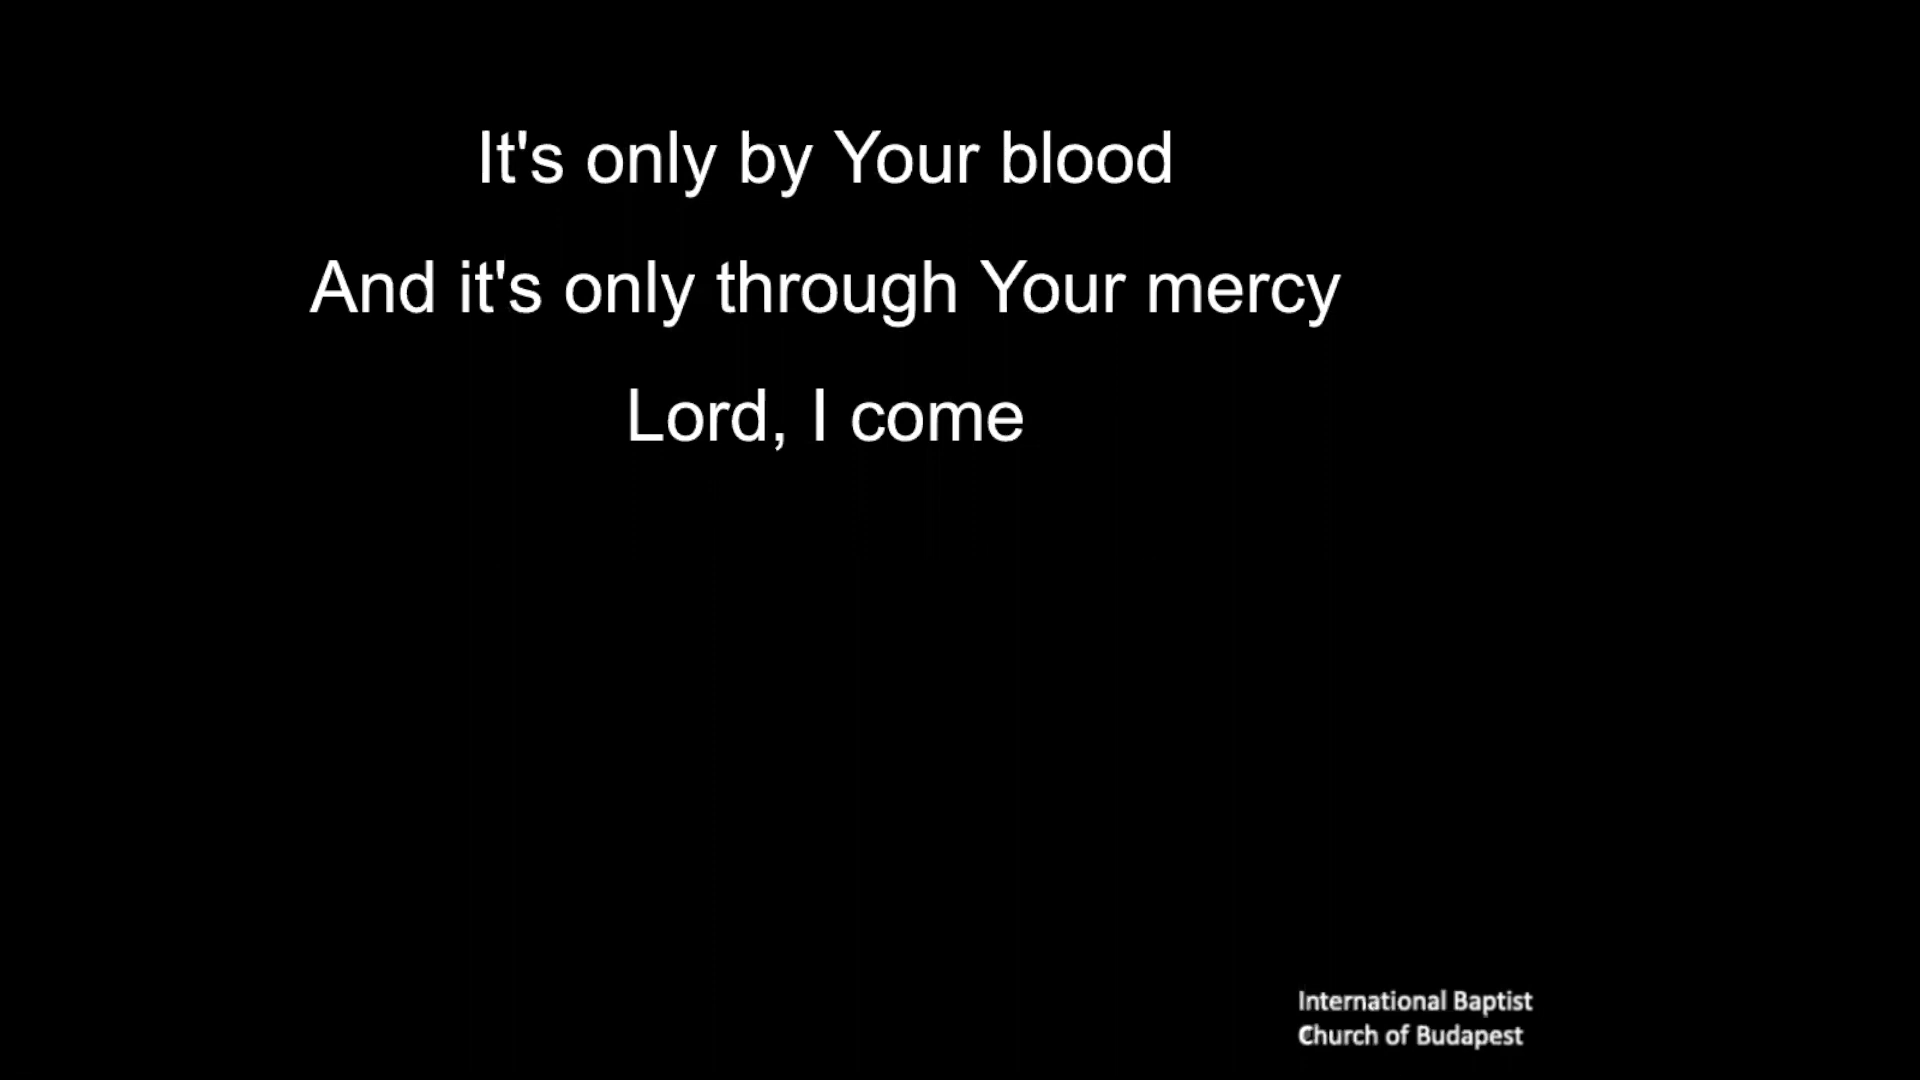 It's only by Your blood
And it's only through Your mercy
Lord, I come
International Baptist
Church of Budapest